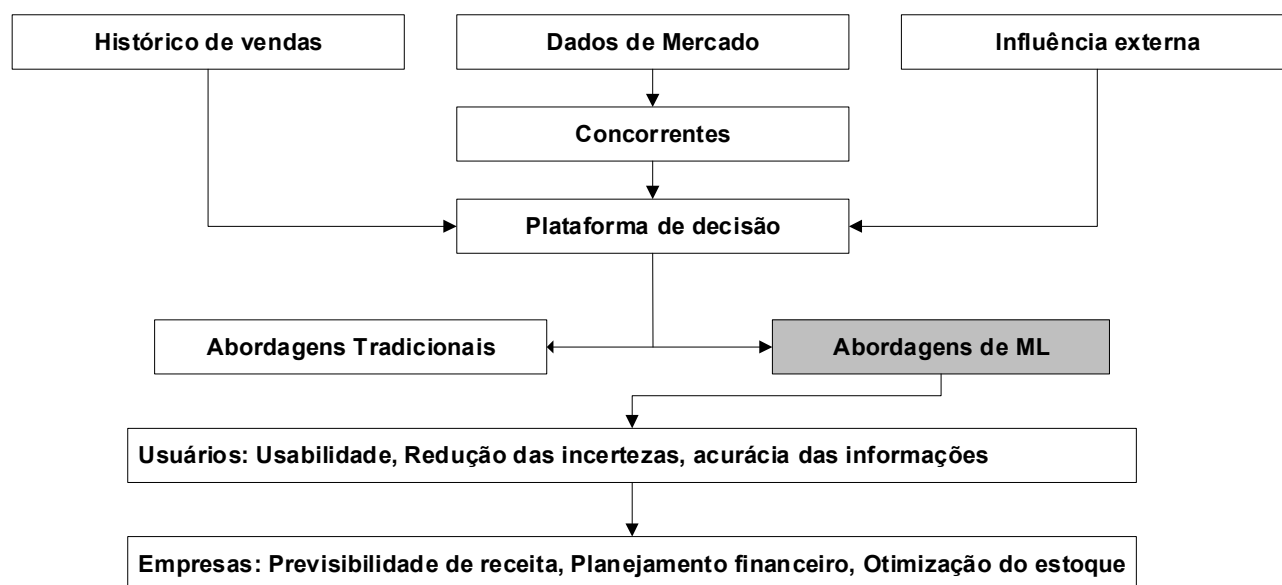 Histórico de vendas
Dados de Mercado
Influência externa
Concorrentes
Plataforma de decisão
Abordagens Tradicionais
Abordagens de ML
Usuários: Usabilidade, Redução das incertezas, acurácia das informações
Empresas: Previsibilidade de receita, Planejamento financeiro, Otimização do estoque